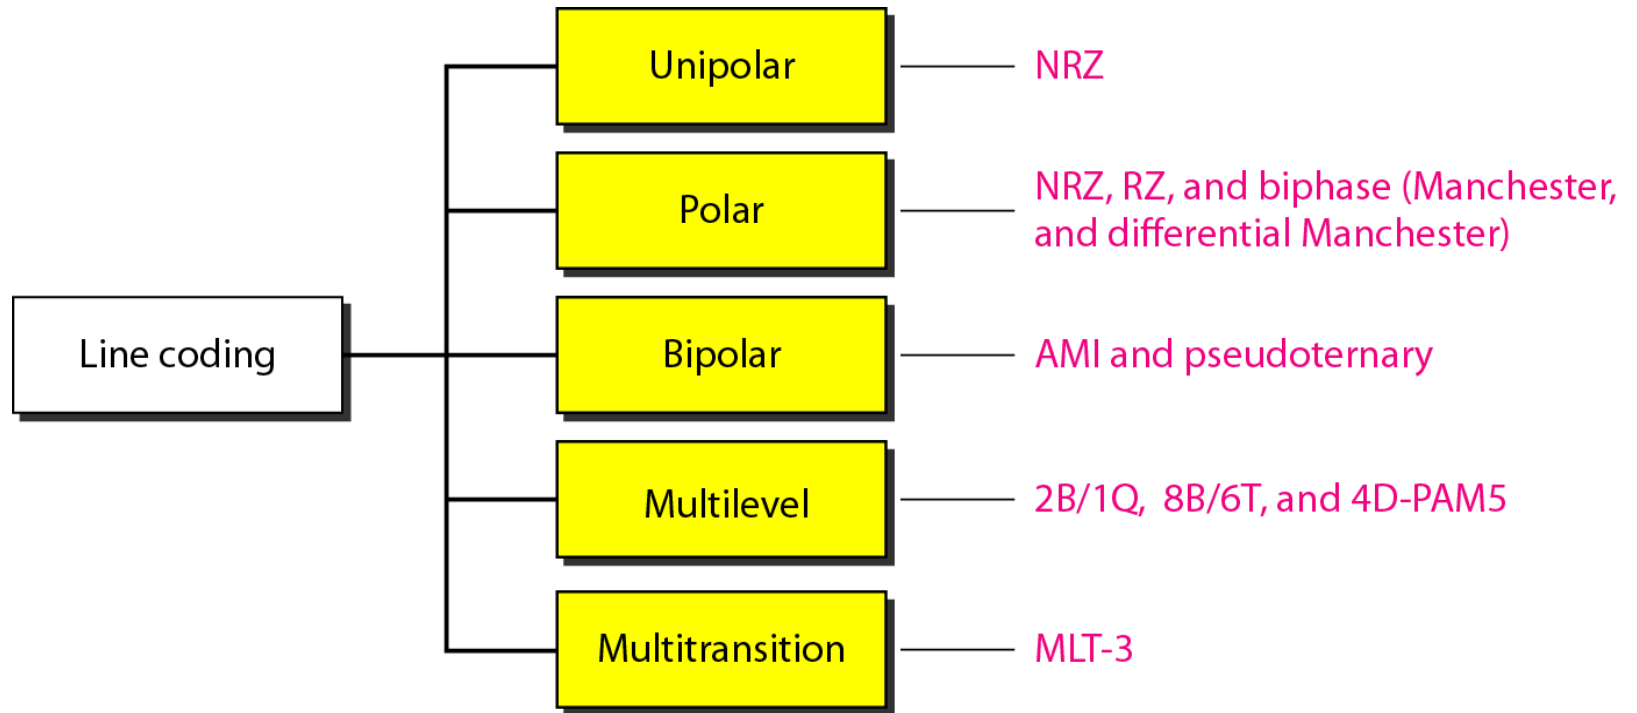 Unipolar
NRZ
Polar
NRZ, RZ, and biphase (Manchester,
and differential Manchester)
Line coding
Bipolar
AMI and pseudoternary
Multilevel
2B/1Q, 8B/6T, and 4D-PAM5
Multitransition
MLT-3